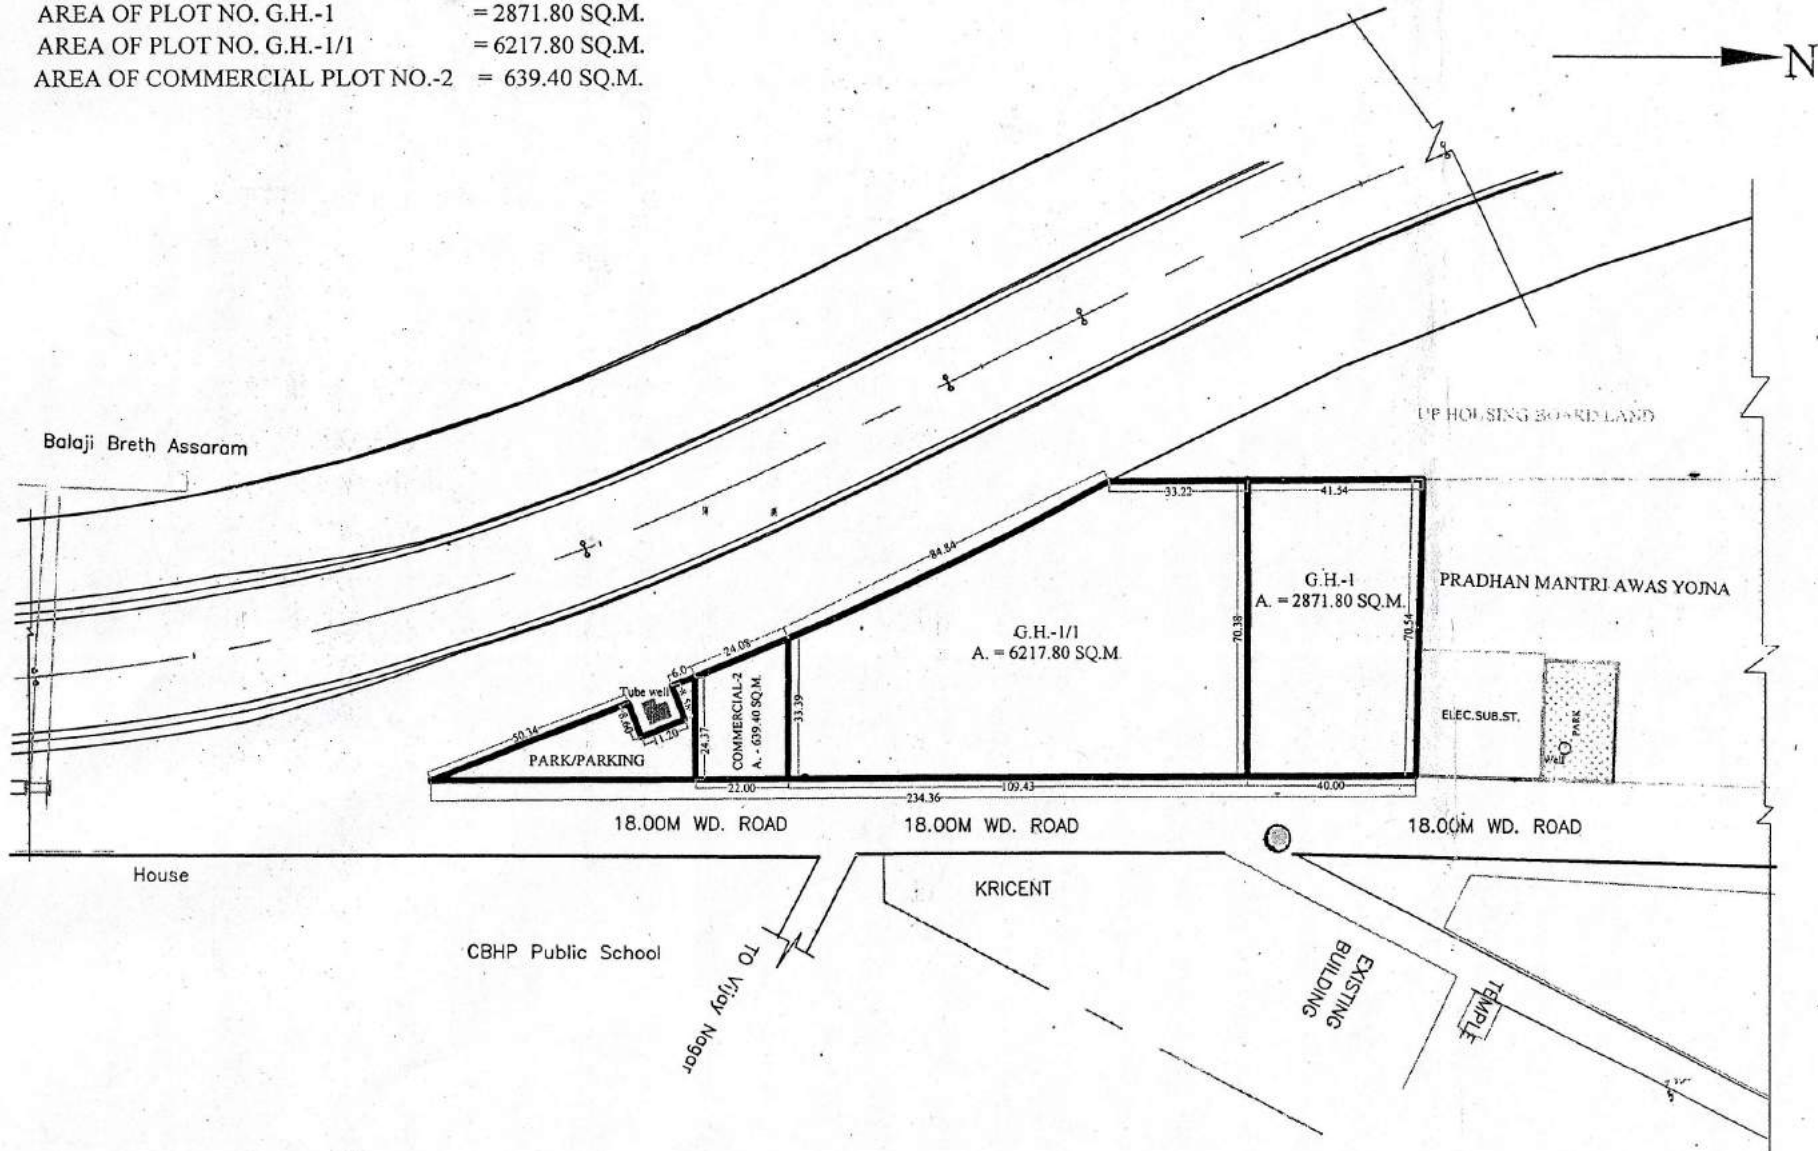 AREA OF PLOT NO. G.H.-1 = 2871.80 SQ.M.
AREA OF PLOT NO. G.H.-1/1 = 6217.80 SQ.M.
AREA OF COMMERCIAL PLOT NO.-2 = 639.40 SQ.M.
N
Balaji Breth Assaram
UP HOUSING BOARD LAND
33.22
41.54
84.84
G.H.-1
A. = 2871.80 SQ.M.
PRADHAN MANTRI AWAS YOJNA
G.H.-1/1
A. = 6217.80 SQ.M.
70.38
70.54
24.08
6.0
Tube well
8.60
11.20
50.34
PARK/PARKING
24.37
COMMERCIAL-2
A. - 639.40 SQ.M.
33.39
ELEC.SUB.ST.
PARK
Well
22.00
109.43
40.00
234.36
18.00M WD. ROAD
18.00M WD. ROAD
18.00M WD. ROAD
House
KRICENT
CBHP Public School
TO Vijay Nagar
EXISTING
BUILDING
TEMPLE